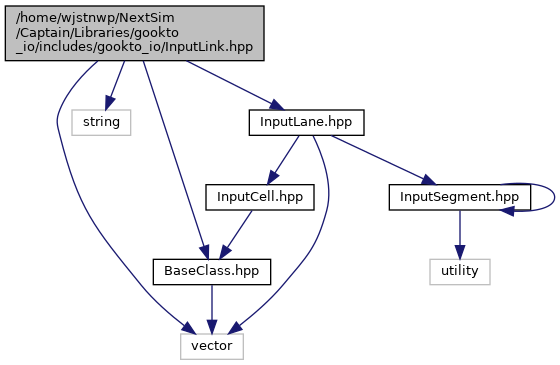 /home/wjstnwp/NextSim
/Captain/Libraries/gookto
_io/includes/gookto_io/InputLink.hpp
string
InputLane.hpp
InputCell.hpp
InputSegment.hpp
BaseClass.hpp
utility
vector